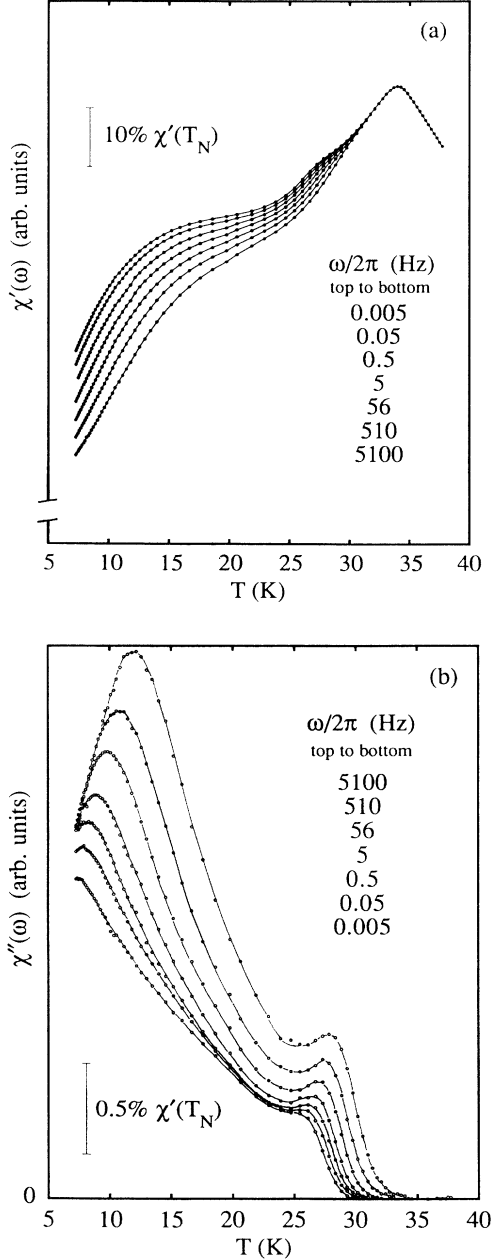 (a)
10% χ′(T_N)
χ′(ω) (arb. units)
ω/2π (Hz)
top to bottom
0.005
0.05
0.5
5
56
510
5100
5 10 15 20 25 30 35 40
T (K)
(b)
ω/2π (Hz)
top to bottom
5100
510
56
5
0.5
0.05
0.005
χ″(ω) (arb. units)
0.5% χ′(T_N)
0
5 10 15 20 25 30 35 40
T (K)